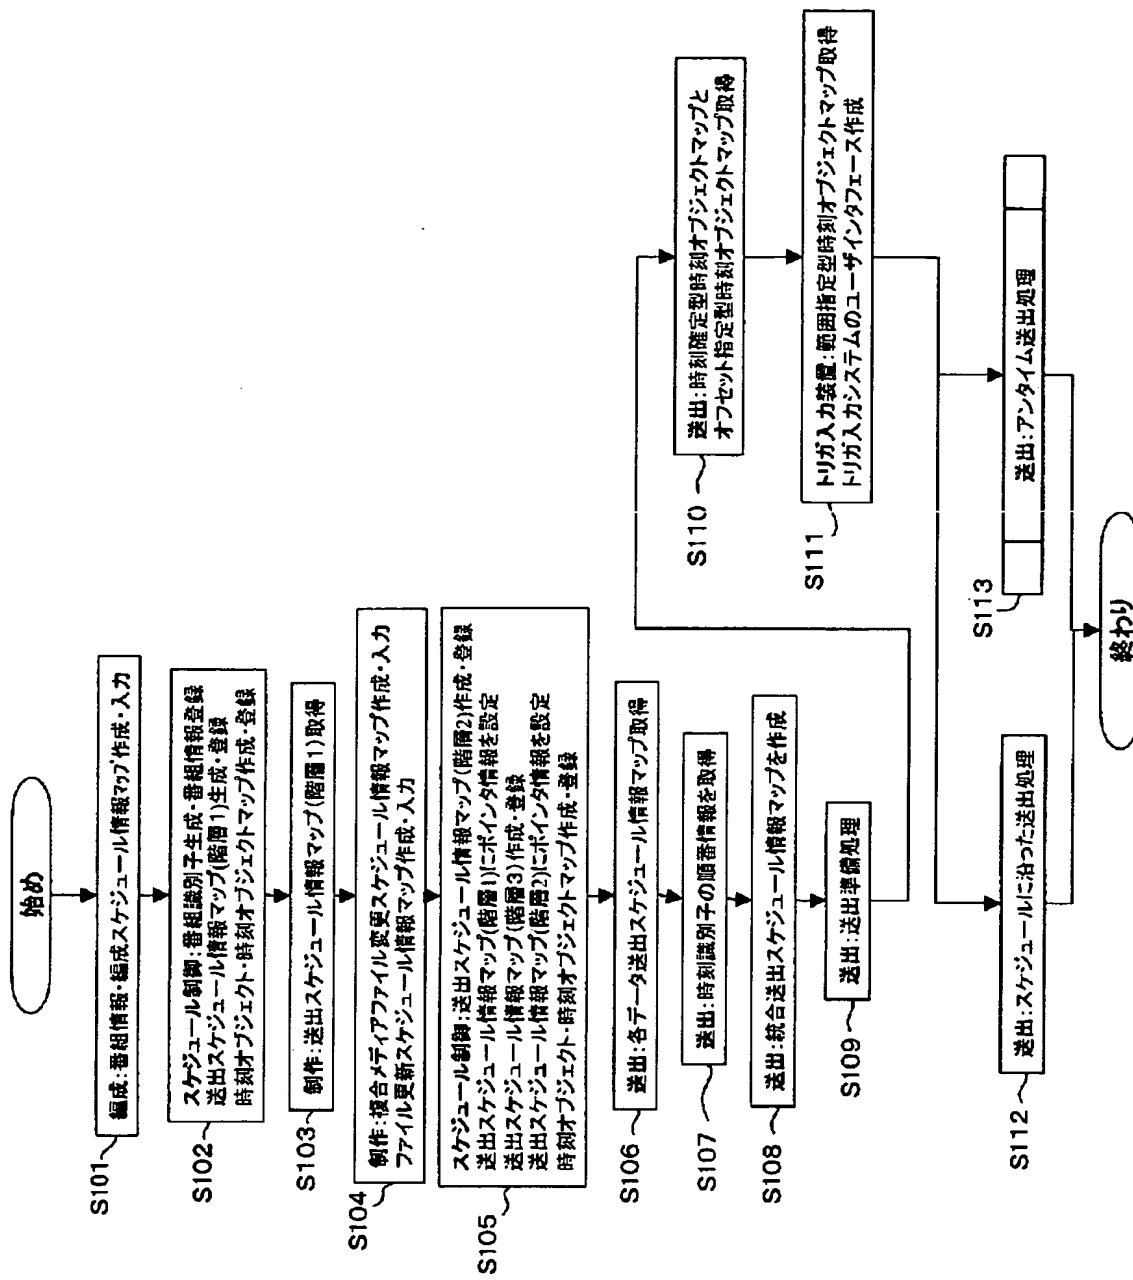 始め
S101
編成:番組情報・編成スケジュール情報マップ作成・入力
S102
スケジュール制御:番組識別子生成・番組情報登録
送出スケジュール情報マップ(階層1)生成・登録
時刻オブジェクト・時刻オブジェクトマップ作成・登録
S103
制作:送出スケジュール情報マップ(階層1)取得
S104
制作:複合メディアファイル変更スケジュール情報マップ作成・入力
ファイル更新スケジュール情報マップ作成・入力
S105
スケジュール制御:送出スケジュール情報マップ(階層2)作成・登録
送出スケジュール情報マップ(階層1)にポインタ情報を設定
送出スケジュール情報マップ(階層3)作成・登録
送出スケジュール情報マップ(階層2)にポインタ情報を設定
時刻オブジェクト・時刻オブジェクトマップ作成・登録
S106
送出:各データ送出スケジュール情報マップ取得
S107
送出:時刻識別子の順番情報を取得
S108
送出:統合送出スケジュール情報マップを作成
S109
送出:送出準備処理
S110
送出:時刻確定型時刻オブジェクトマップと
オフセット指定型時刻オブジェクトマップ取得
S111
トリガ入力装置:範囲指定型時刻オブジェクトマップ取得
トリガ入力システムのユーザインタフェース作成
S112
送出:スケジュールに沿った送出処理
S113
送出:アンタイム送出処理
終わり